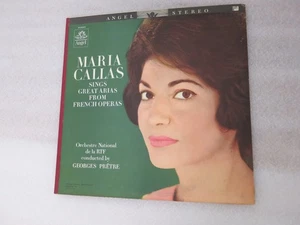 ANGEL STEREO
MARIA
CALLAS
SINGS
GREAT ARIAS
FROM
FRENCH OPERAS
Orchestre National
de la RTF
conducted by
GEORGES PRÊTRE